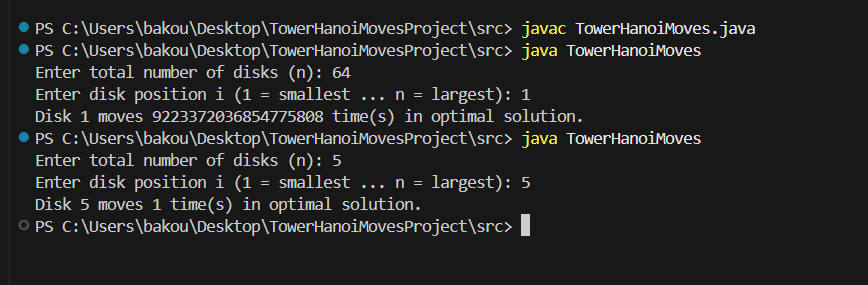 PS C:\Users\bakou\Desktop\TowerHanoiMovesProject\src> javac TowerHanoiMoves.java
PS C:\Users\bakou\Desktop\TowerHanoiMovesProject\src> java TowerHanoiMoves
Enter total number of disks (n): 64
Enter disk position i (1 = smallest ... n = largest): 1
Disk 1 moves 9223372036854775808 time(s) in optimal solution.
PS C:\Users\bakou\Desktop\TowerHanoiMovesProject\src> java TowerHanoiMoves
Enter total number of disks (n): 5
Enter disk position i (1 = smallest ... n = largest): 5
Disk 5 moves 1 time(s) in optimal solution.
PS C:\Users\bakou\Desktop\TowerHanoiMovesProject\src>